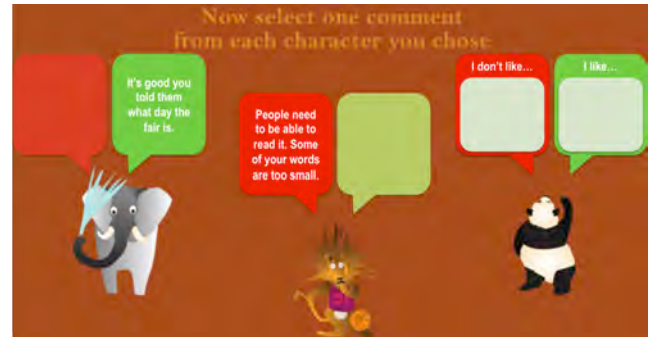 Now select one comment
from each character you chose
It's good you
told them
what day the
fair is.
People need
to be able to
read it. Some
of your words
are too small.
I don't like...
I like...